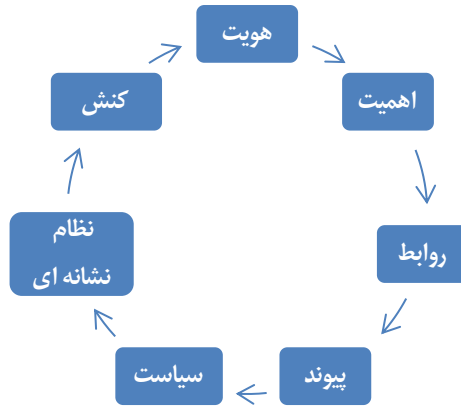 هویت
اهمیت
روابط
پیوند
سیاست
نظام
نشانه ای
کنش